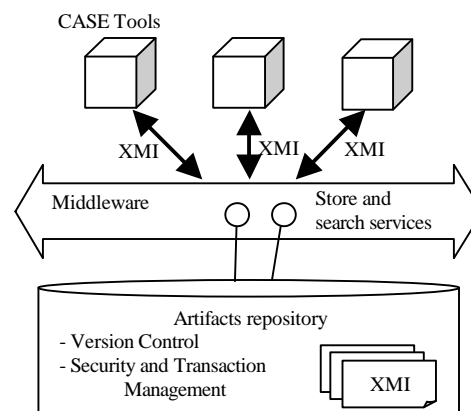 CASE Tools
XMI
XMI
XMI
Middleware
Store and
search services
Artifacts repository
- Version Control
- Security and Transaction
Management
XMI